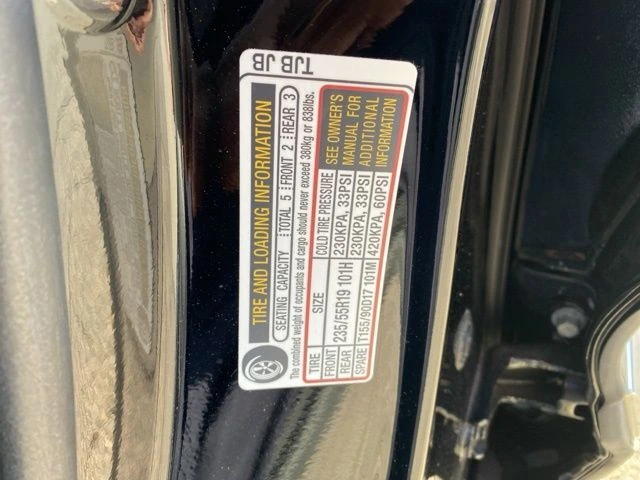 TJB JB
TIRE AND LOADING INFORMATION
SEATING CAPACITY TOTAL 5 FRONT 2 REAR 3
The combined weight of occupants and cargo should never exceed 380kg or 838lbs.
TIRE SIZE COLD TIRE PRESSURE
FRONT 235/55R19 101H 230KPA, 33PSI
REAR 230KPA, 33PSI
SPARE T155/90D17 101M 420KPA, 60PSI
SEE OWNER'S
MANUAL FOR
ADDITIONAL
INFORMATION